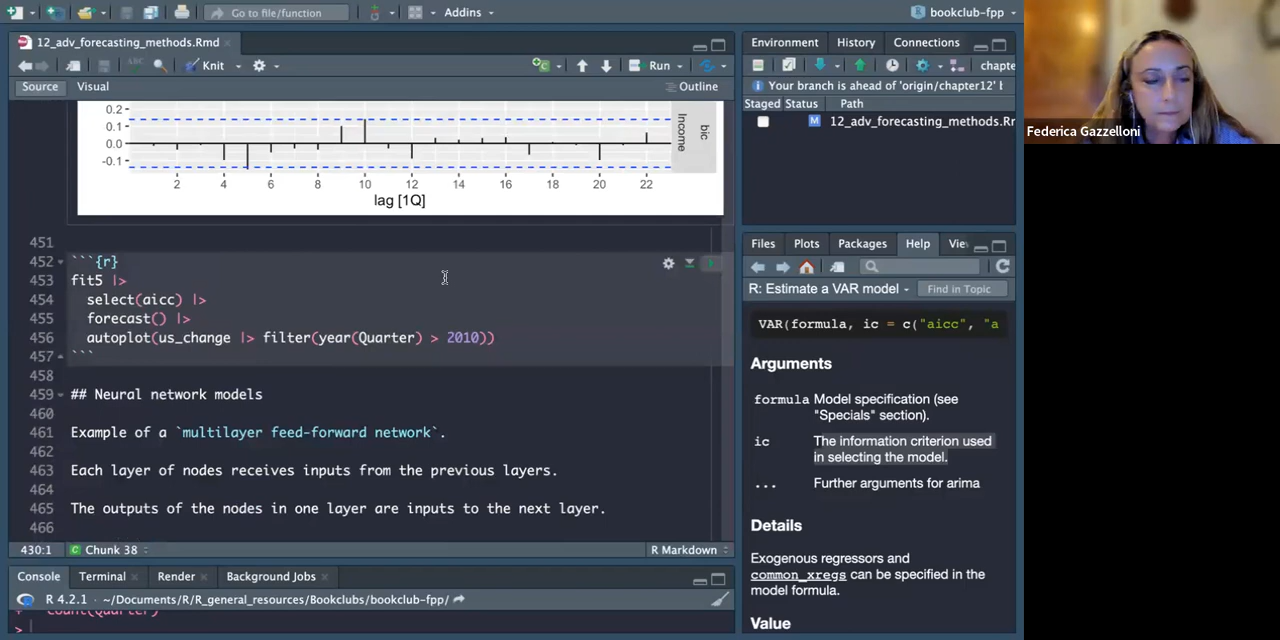 Go to file/function
Addins
bookclub-fpp
12_adv_forecasting_methods.Rmd
ABC
Knit
Run
Source
Visual
Outline
0.2
0.1
0.0
-0.1
Income
bic
2 4 6 8 10 12 14 16 18 20 22
lag [1Q]
451
452 ```{r}
453 fit5 |>
454 select(aicc) |>
455 forecast() |>
456 autoplot(us_change |> filter(year(Quarter) > 2010))
457 ```
458
459 ## Neural network models
460
461 Example of a `multilayer feed-forward network`.
462
463 Each layer of nodes receives inputs from the previous layers.
464
465 The outputs of the nodes in one layer are inputs to the next layer.
466
430:1
C Chunk 38
R Markdown
Console
Terminal
Render
Background Jobs
R 4.2.1 · ~/Documents/R/R_general_resources/Bookclubs/bookclub-fpp/
+ count(Quarter)
>
Environment
History
Connections
chapte
Your branch is ahead of 'origin/chapter12' b
Staged Status Path
M 12_adv_forecasting_methods.Rr
Files
Plots
Packages
Help
Vie
R: Estimate a VAR model
Find in Topic
VAR(formula, ic = c("aicc", "a
Arguments
formula Model specification (see
"Specials" section).
ic The information criterion used
in selecting the model.
... Further arguments for arima
Details
Exogenous regressors and
common_xregs can be specified in the
model formula.
Value
Federica Gazzelloni